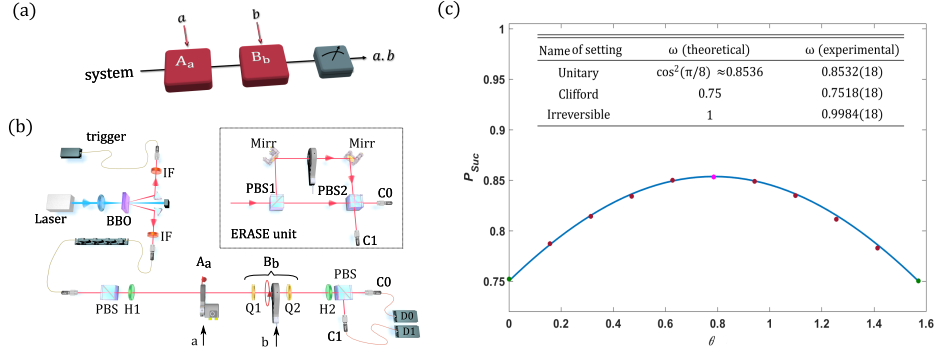 (a)
a
b
system
A_a
B_b
a.b
(b)
trigger
IF
Laser
BBO
IF
Mirr
Mirr
PBS1
PBS2
C0
C1
ERASE unit
A_a
B_b
PBS
C0
PBS
H1
Q1
Q2
H2
D0
D1
C1
a
b
(c)
Name of setting ω (theoretical) ω (experimental)
Unitary cos²(π/8) ≈0.8536 0.8532(18)
Clifford 0.75 0.7518(18)
Irreversible 1 0.9984(18)
P_Suc
1
0.95
0.9
0.85
0.8
0.75
0.7
0 0.2 0.4 0.6 0.8 1 1.2 1.4 1.6
θ